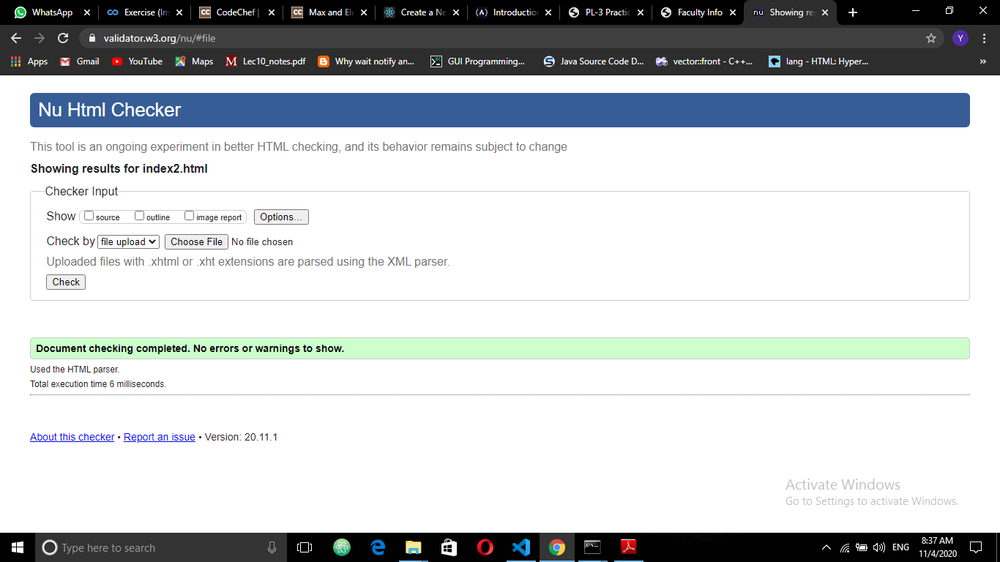 WhatsApp
Exercise (Ins
CodeChef |
Max and Ele
Create a Ne
Introduction
PL-3 Practic
Faculty Info
nu Showing res
validator.w3.org/nu/#file
Y
Apps
Gmail
YouTube
Maps
M Lec10_notes.pdf
Why wait notify an...
GUI Programming...
Java Source Code D...
vector::front - C++...
lang - HTML: Hyper...
»
Nu Html Checker
This tool is an ongoing experiment in better HTML checking, and its behavior remains subject to change
Showing results for index2.html
Checker Input
Show source outline image report Options...
Check by file upload Choose File No file chosen
Uploaded files with .xhtml or .xht extensions are parsed using the XML parser.
Check
Document checking completed. No errors or warnings to show.
Used the HTML parser.
Total execution time 6 milliseconds.
About this checker • Report an issue • Version: 20.11.1
Activate Windows
Go to Settings to activate Windows.
Type here to search
ENG
8:37 AM
11/4/2020